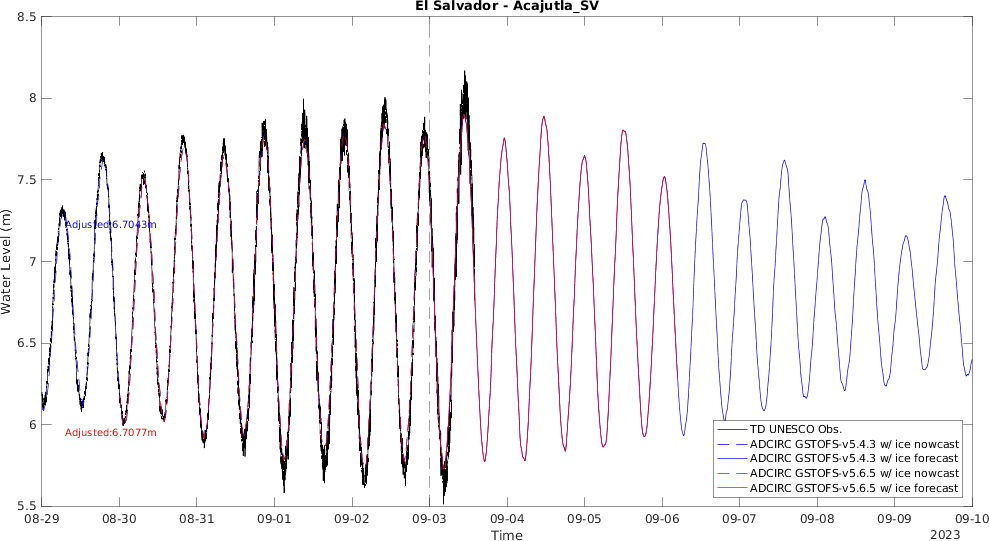 El Salvador - Acajutla_SV
8.5
8
7.5
7
6.5
6
5.5
Water Level (m)
Adjusted:6.7043m
Adjusted:6.7077m
TD UNESCO Obs.
ADCIRC GSTOFS-v5.4.3 w/ ice nowcast
ADCIRC GSTOFS-v5.4.3 w/ ice forecast
ADCIRC GSTOFS-v5.6.5 w/ ice nowcast
ADCIRC GSTOFS-v5.6.5 w/ ice forecast
08-29 08-30 08-31 09-01 09-02 09-03 09-04 09-05 09-06 09-07 09-08 09-09 09-10
Time
2023